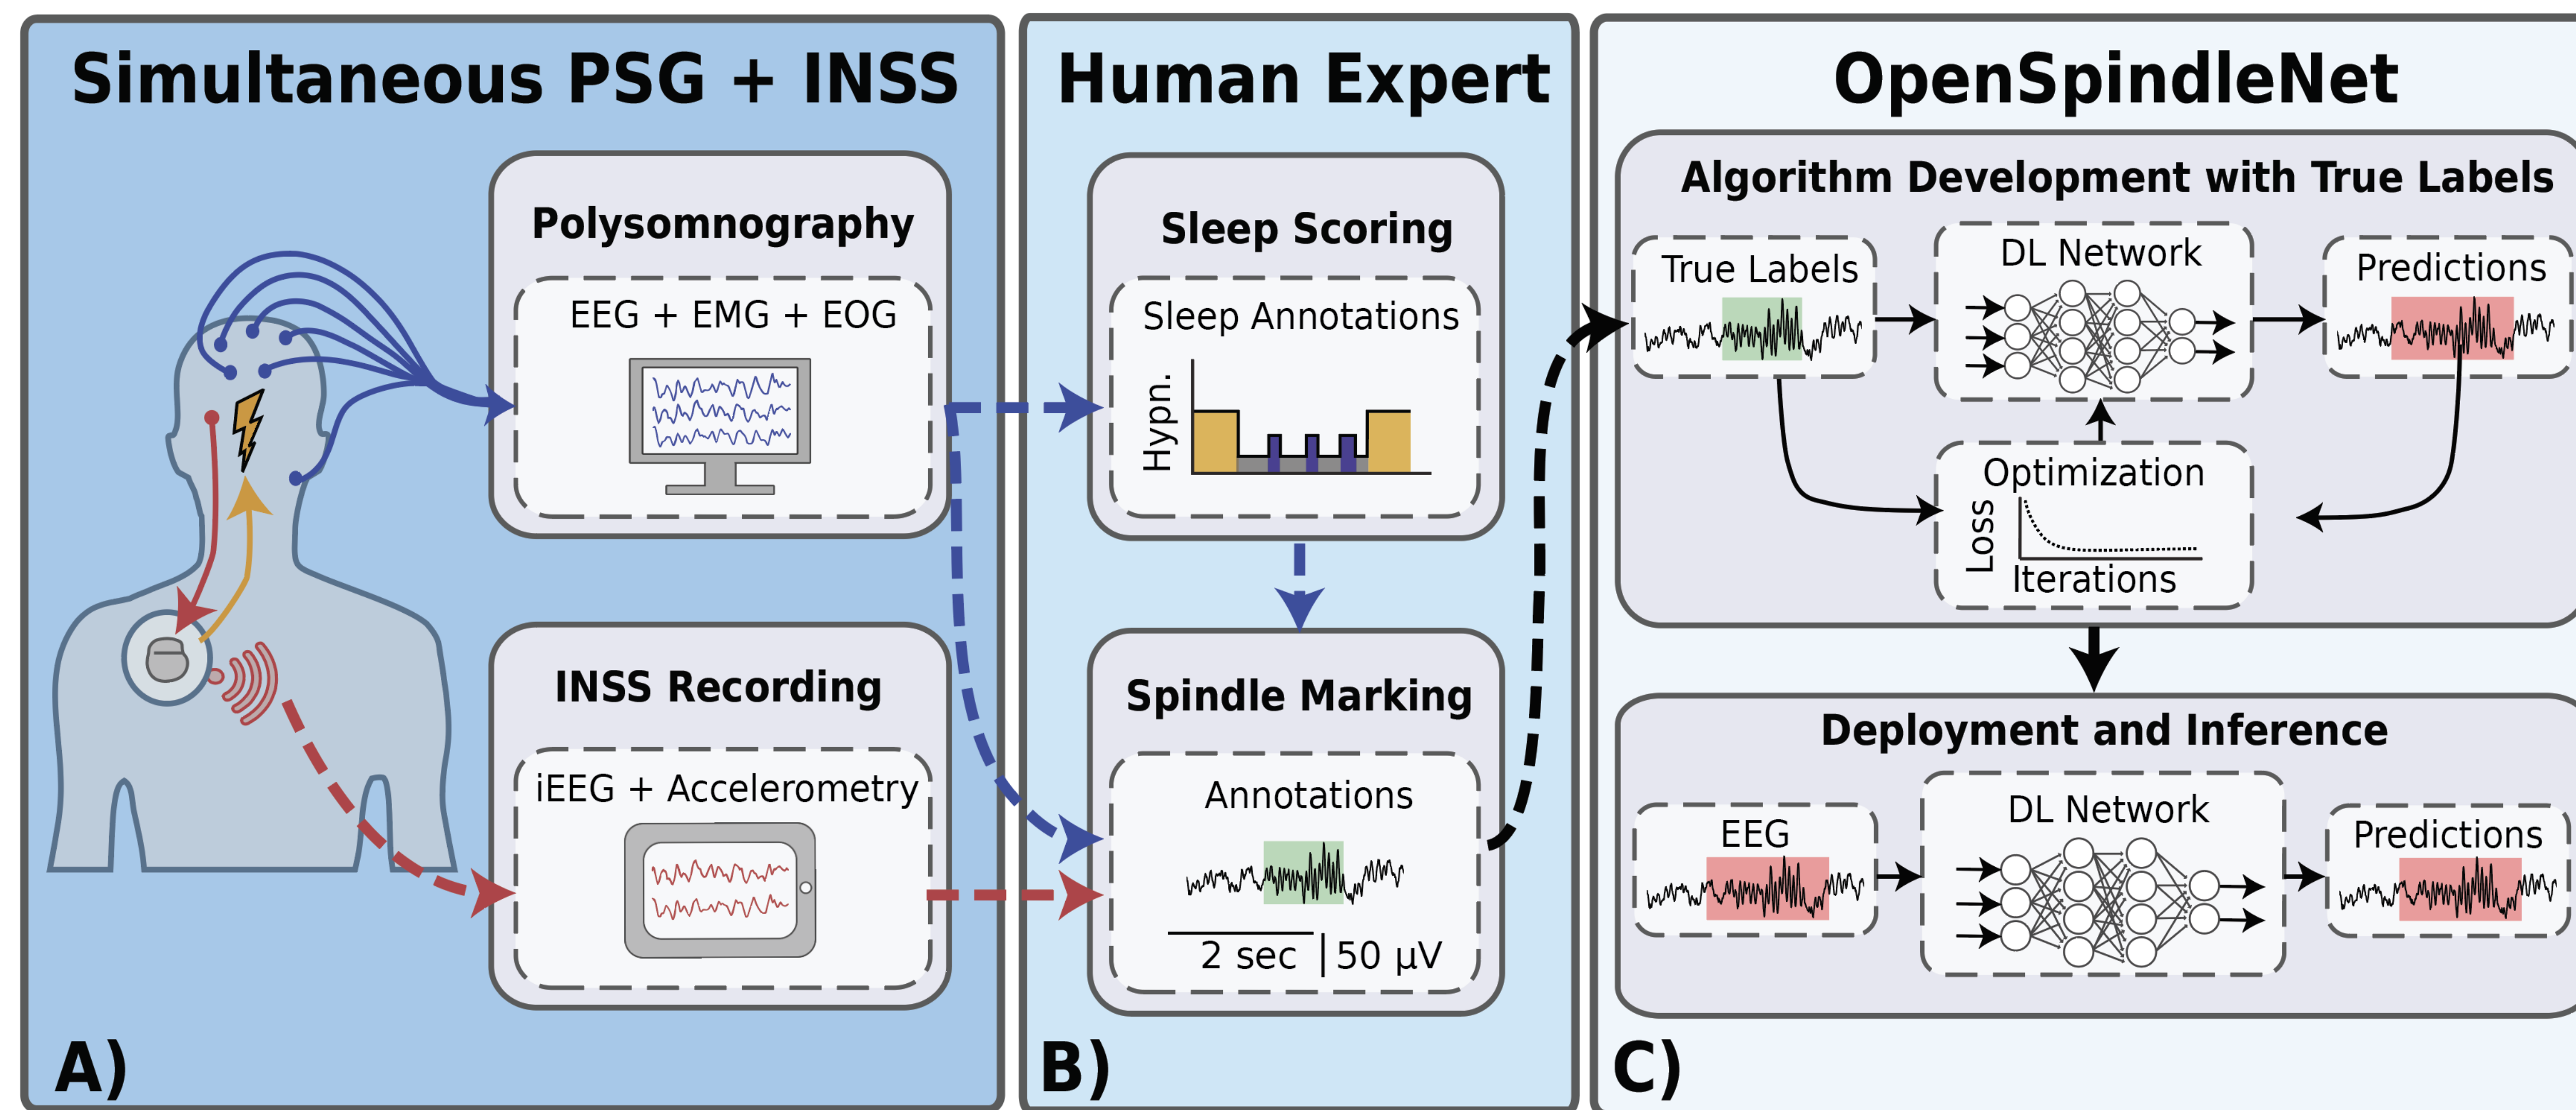 Simultaneous PSG + INSS
Polysomnography
EEG + EMG + EOG
INSS Recording
iEEG + Accelerometry
A)
Human Expert
Sleep Scoring
Sleep Annotations
Hypn.
Spindle Marking
Annotations
2 sec
50 µV
B)
OpenSpindleNet
Algorithm Development with True Labels
True Labels
DL Network
Predictions
Optimization
Loss
Iterations
Deployment and Inference
EEG
DL Network
Predictions
C)